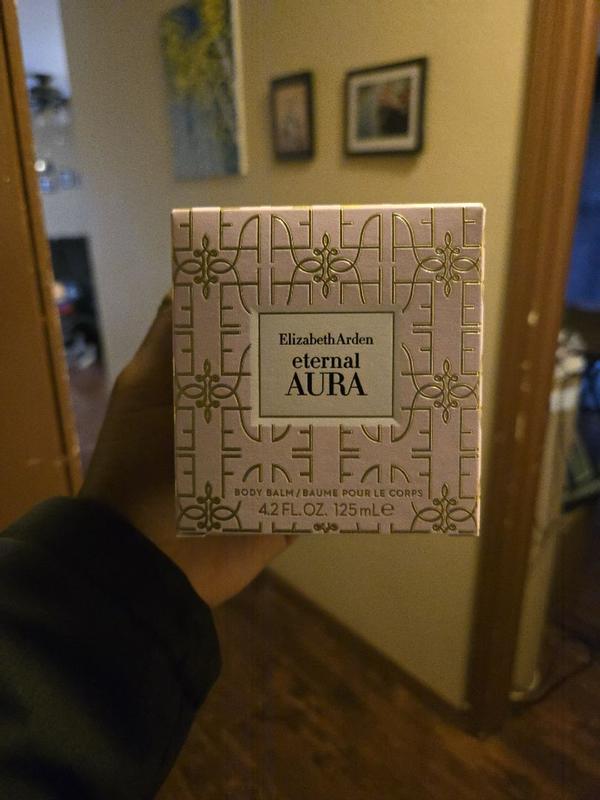 ElizabethArden
eternal
AURA
BODY BALM / BAUME POUR LE CORPS
4.2 FL.OZ. 125 mL℮